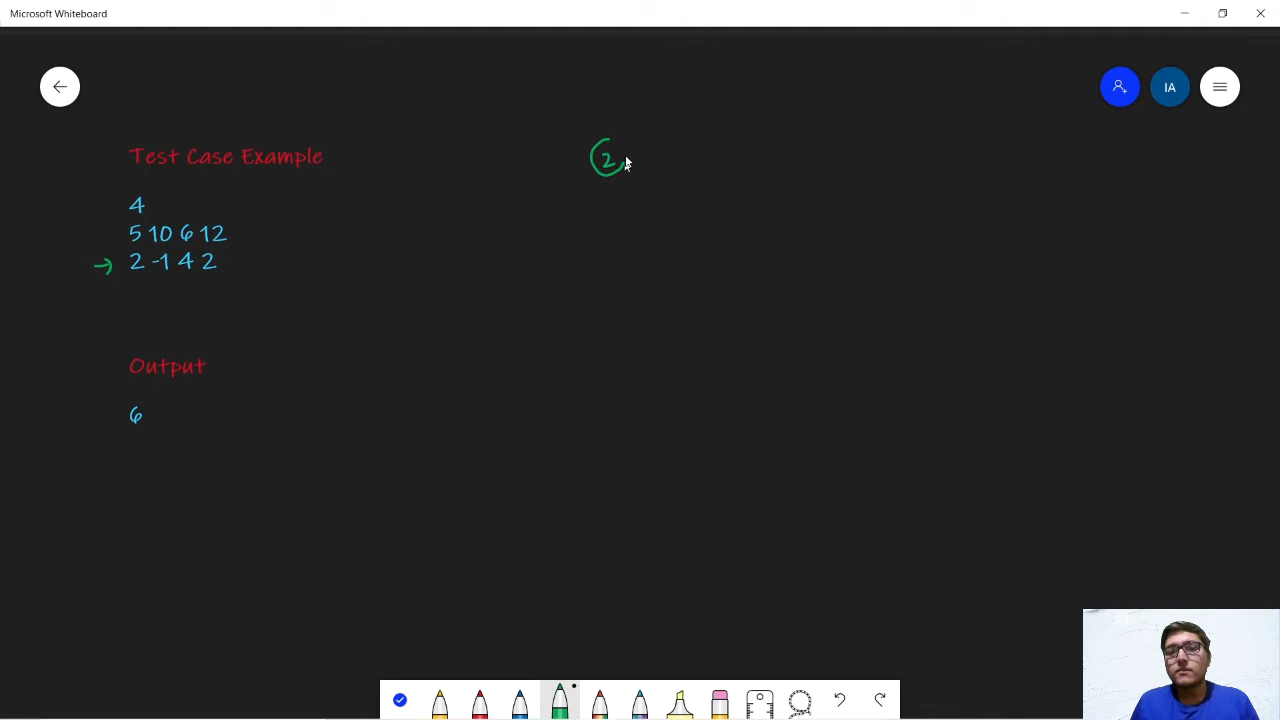 Microsoft Whiteboard
IA
Test Case Example
2
4
5 10 6 12
→ 2 -1 4 2
Output
6